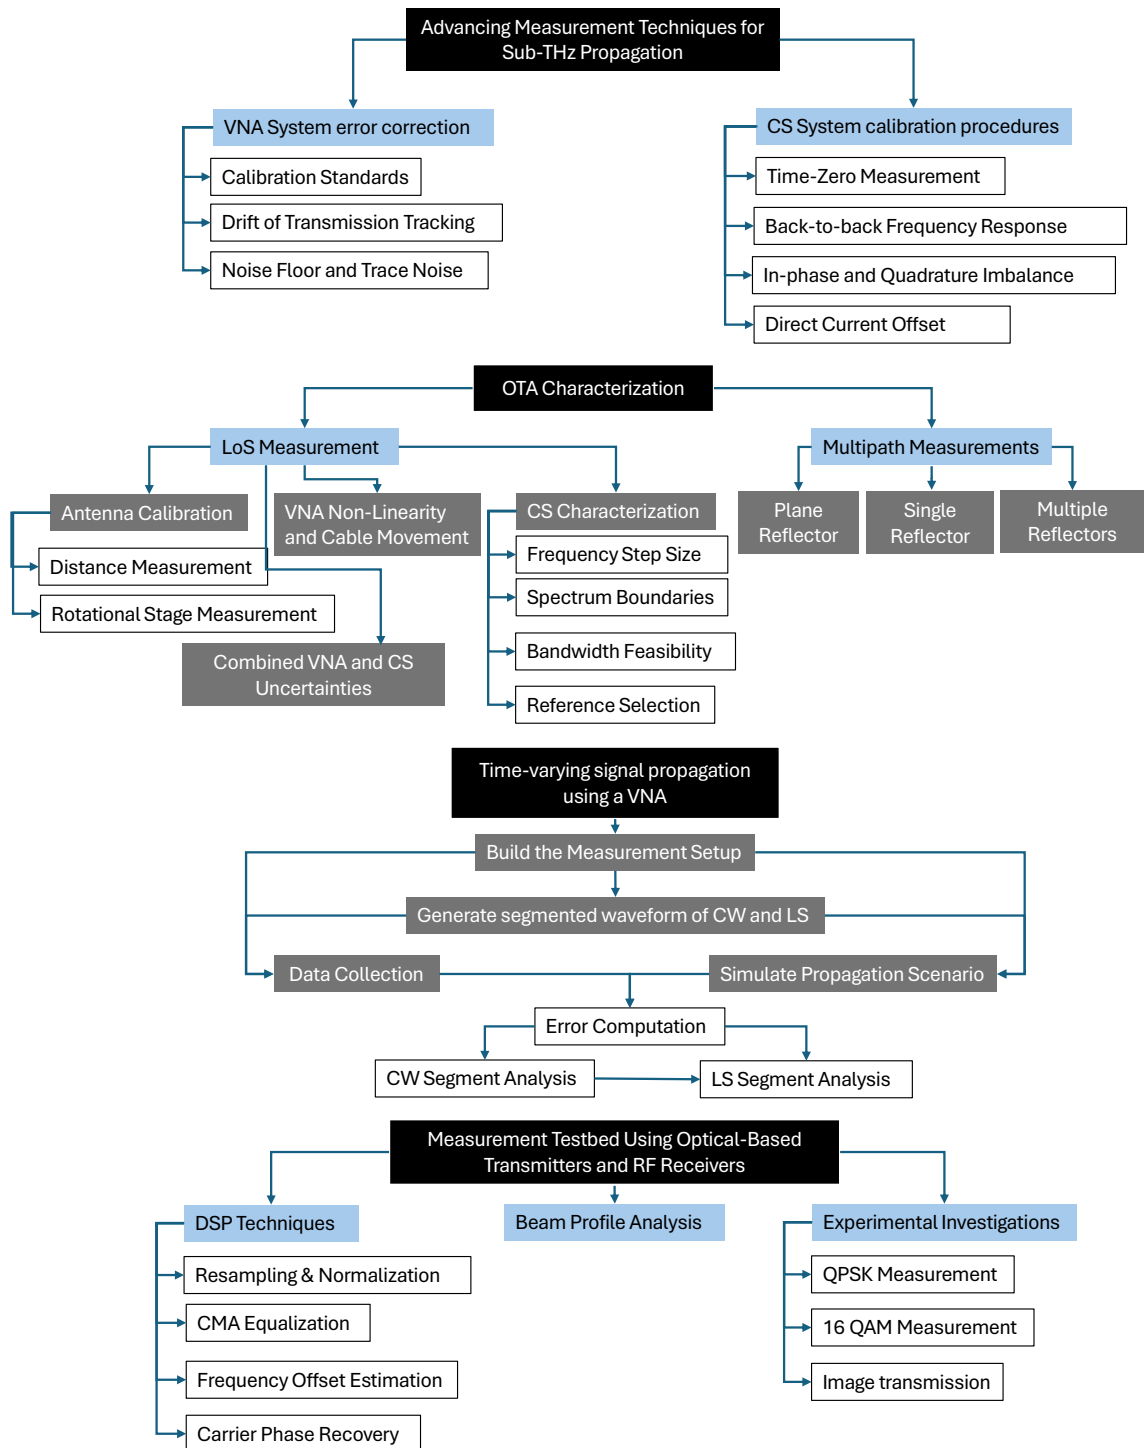 Advancing Measurement Techniques for
Sub-THz Propagation
VNA System error correction
Calibration Standards
Drift of Transmission Tracking
Noise Floor and Trace Noise
CS System calibration procedures
Time-Zero Measurement
Back-to-back Frequency Response
In-phase and Quadrature Imbalance
Direct Current Offset
OTA Characterization
LoS Measurement
Antenna Calibration
Distance Measurement
Rotational Stage Measurement
VNA Non-Linearity
and Cable Movement
Combined VNA and CS
Uncertainties
CS Characterization
Frequency Step Size
Spectrum Boundaries
Bandwidth Feasibility
Reference Selection
Multipath Measurements
Plane
Reflector
Single
Reflector
Multiple
Reflectors
Time-varying signal propagation
using a VNA
Build the Measurement Setup
Generate segmented waveform of CW and LS
Data Collection
Simulate Propagation Scenario
Error Computation
CW Segment Analysis
LS Segment Analysis
Measurement Testbed Using Optical-Based
Transmitters and RF Receivers
DSP Techniques
Resampling & Normalization
CMA Equalization
Frequency Offset Estimation
Carrier Phase Recovery
Beam Profile Analysis
Experimental Investigations
QPSK Measurement
16 QAM Measurement
Image transmission